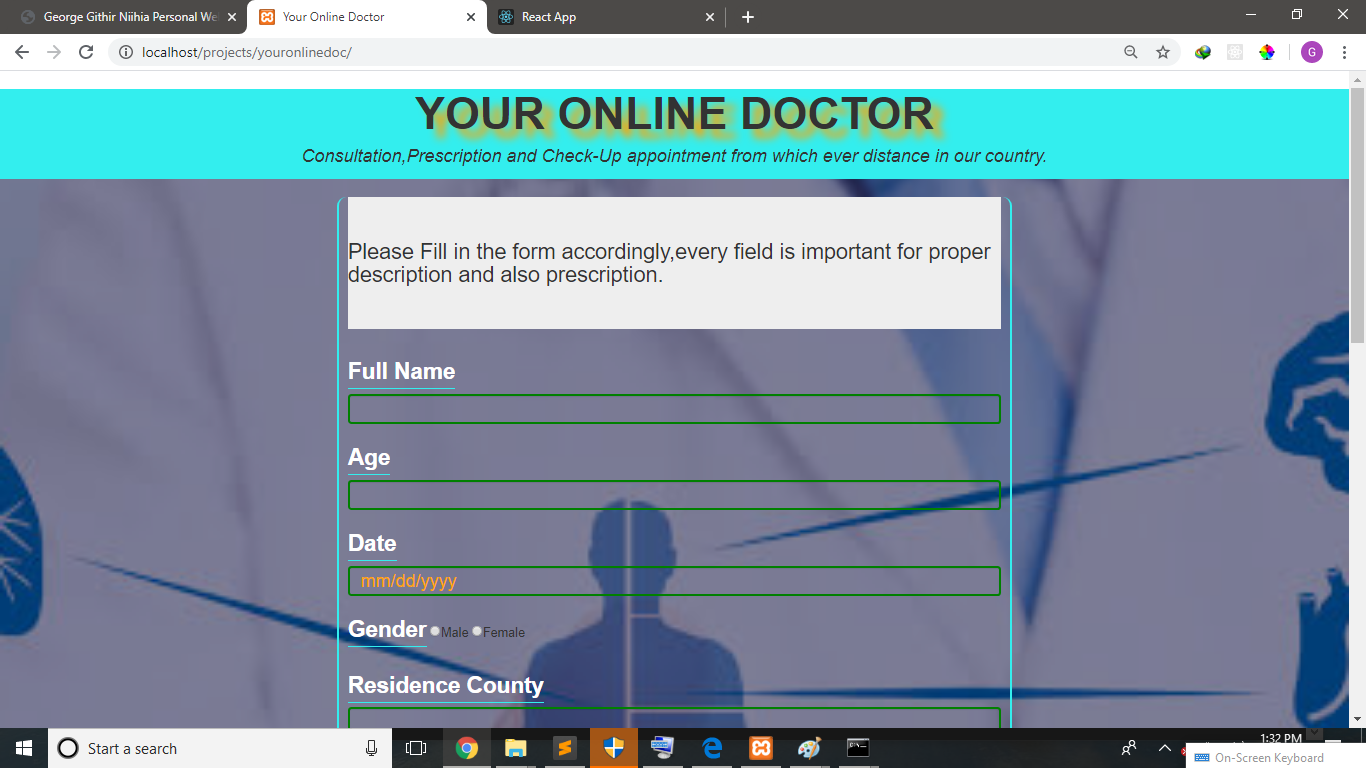 George Githir Niihia Personal We
Your Online Doctor
React App
localhost/projects/youronlinedoc/
G
YOUR ONLINE DOCTOR
Consultation,Prescription and Check-Up appointment from which ever distance in our country.
Please Fill in the form accordingly,every field is important for proper
description and also prescription.
Full Name
Age
Date
mm/dd/yyyy
Gender Male Female
Residence County
Start a search
1:32 PM
On-Screen Keyboard